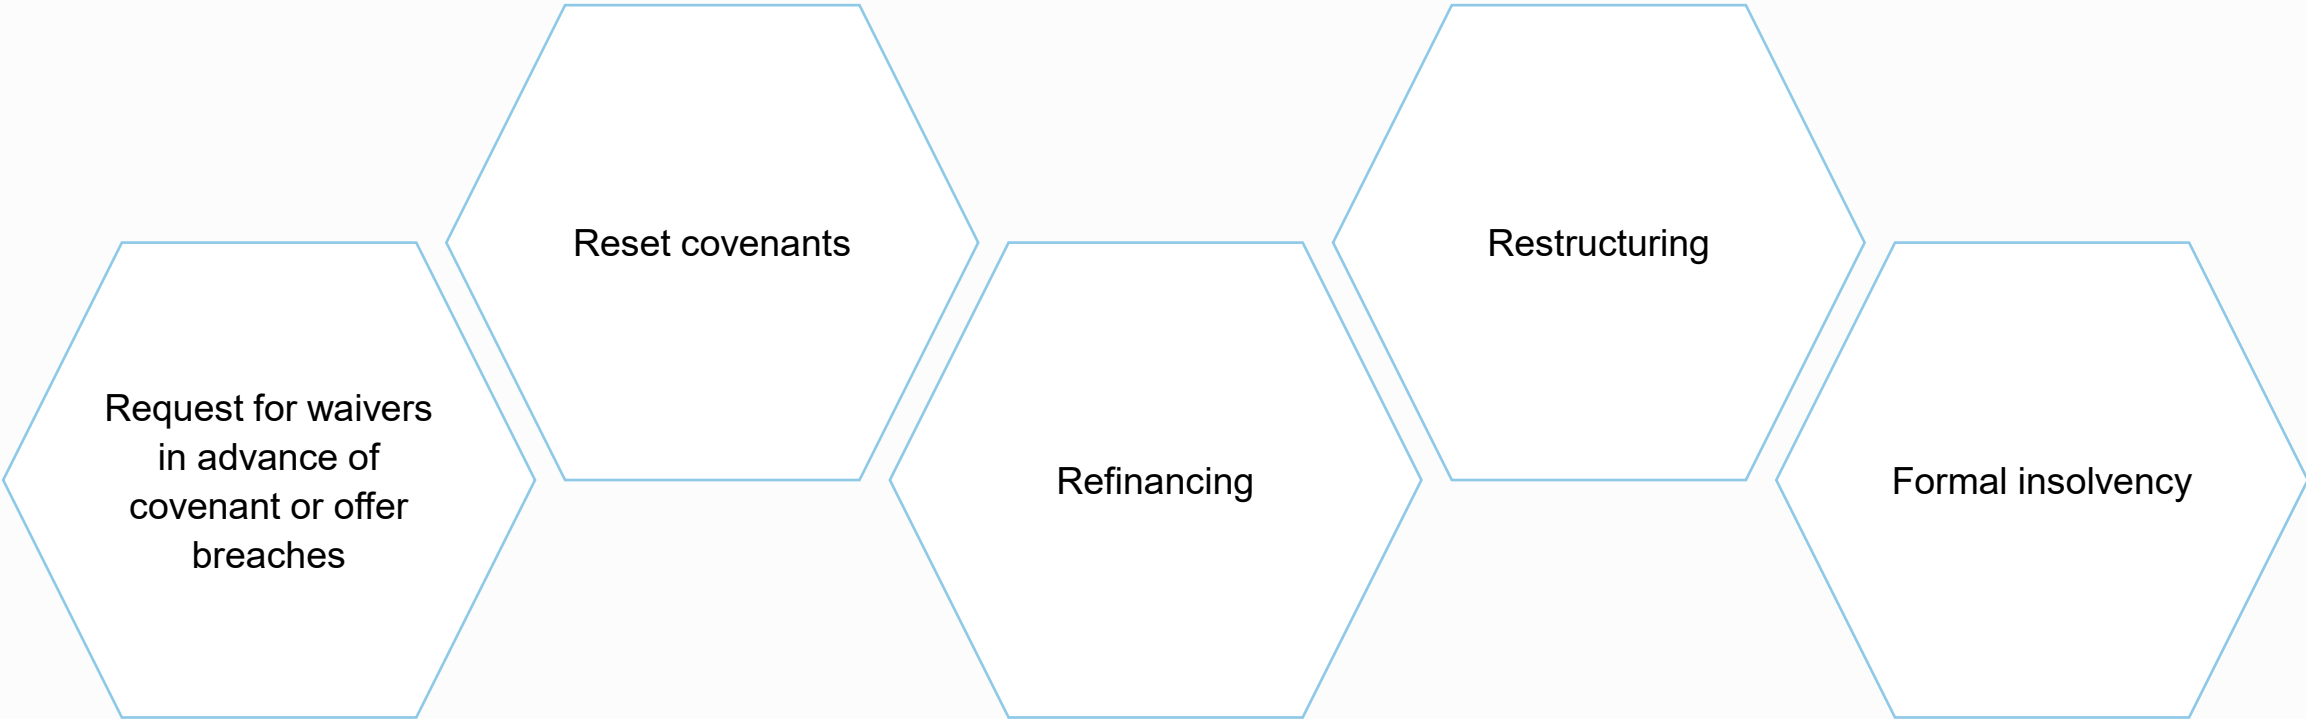 Request for waivers
in advance of
covenant or offer
breaches
Reset covenants
Refinancing
Restructuring
Formal insolvency